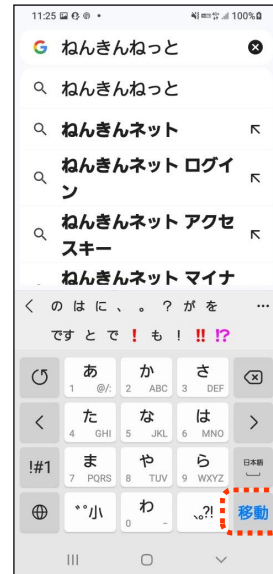 11:25 100%
ねんきんねっと
ねんきんねっと
ねんきんネット
ねんきんネット ログイ
ン
ねんきんネット アクセ
スキー
ねんきんネット マイナ
の は に 、 。 ? が を ...
です と で ❗ も ! ‼ ⁉
あ 1 @/: か 2 ABC さ 3 DEF
た 4 GHI な 5 JKL は 6 MNO
!#1 ま 7 PQRS や 8 TUV ら 9 WXYZ 日本語
゛゜小 わ 0 – 、。?! 移動